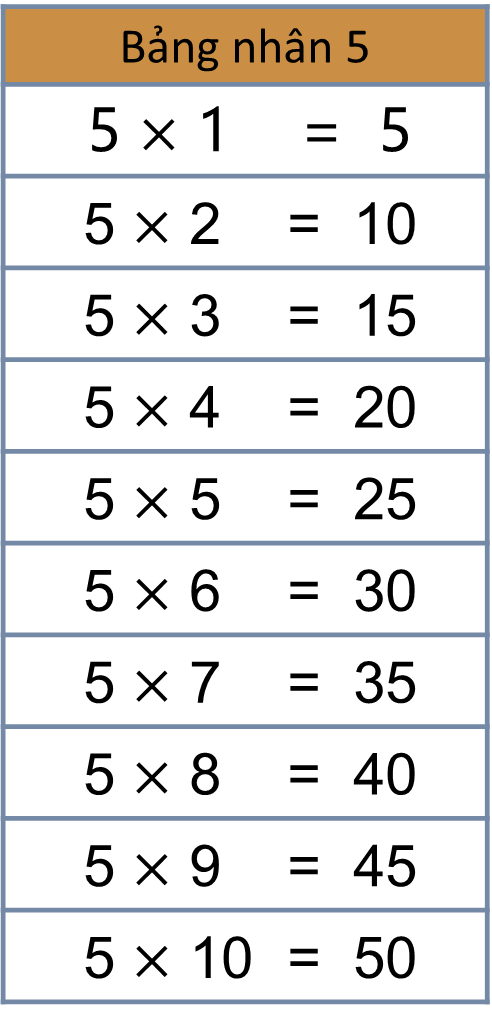 Bảng nhân 5
5 × 1 = 5
5 × 2 = 10
5 × 3 = 15
5 × 4 = 20
5 × 5 = 25
5 × 6 = 30
5 × 7 = 35
5 × 8 = 40
5 × 9 = 45
5 × 10 = 50